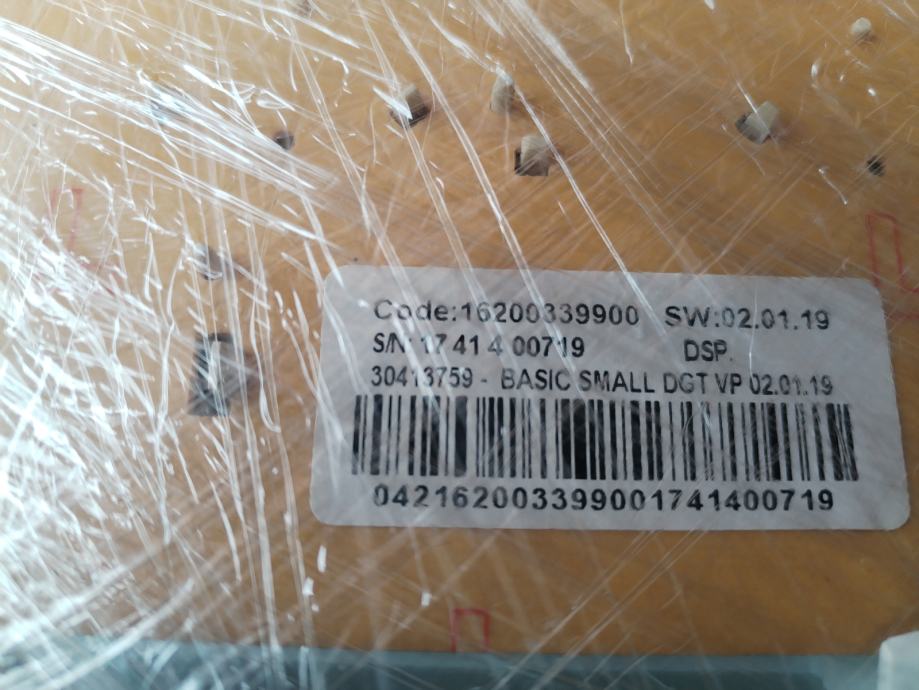 Code:16200339900 SW:02.01.19
S/N: 17 41 4 00719 DSP.
30413759 - BASIC SMALL DGT VP 02.01.19
042162003399001741400719